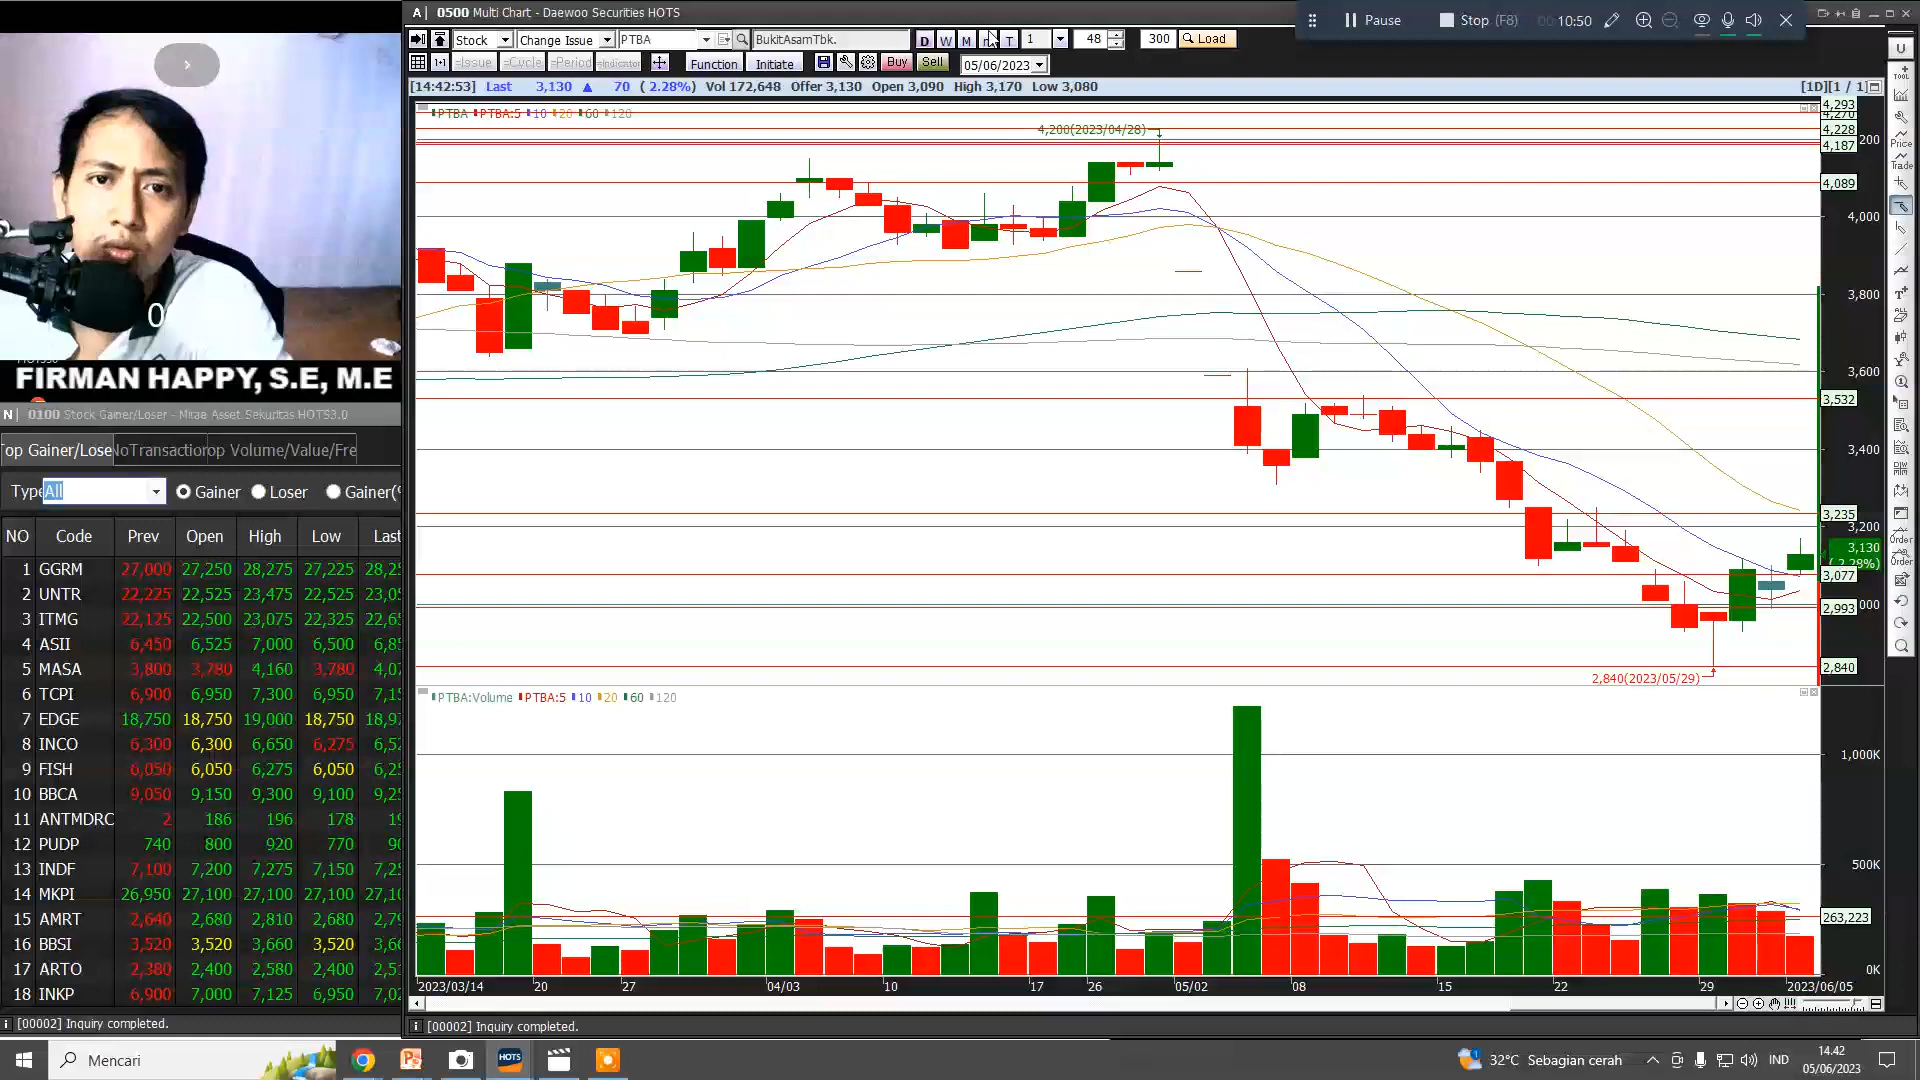 A | 0500 Multi Chart - Daewoo Securities HOTS
Pause Stop (F8) 00:10:50
Stock Change Issue PTBA BukitAsamTbk. D W M T 1 48 300 Load
=Issue =Cycle =Period =Indicator Function Initiate Buy Sell 05/06/2023
[14:42:53] Last 3,130 ▲ 70 ( 2.28%) Vol 172,648 Offer 3,130 Open 3,090 High 3,170 Low 3,080 [1D][1 / 1]
PTBA PTBA:5 10 20 60 120
4,200(2023/04/28)
4,293
4,270
4,228
4,187
4,089
4,000
3,800
3,600
3,532
3,400
3,235
3,200
3,130
( 2.28%)
3,077
2,993
2,840
2,840(2023/05/29)
PTBA:Volume PTBA:5 10 20 60 120
1,000K
500K
263,223
0K
2023/03/14 20 27 04/03 10 17 26 05/02 08 15 22 29 2023/06/05
[00002] Inquiry completed.
U
TOOL
Price
Trade
Order
Order
FIRMAN HAPPY, S.E, M.E
N | 0100 Stock Gainer/Loser - Mirae Asset Sekuritas HOTS3.0
Top Gainer/Lose NoTransaction op Volume/Value/Fre
Type All Gainer Loser Gainer(%
NO Code Prev Open High Low Last
1 GGRM 27,000 27,250 28,275 27,225 28,2
2 UNTR 22,225 22,525 23,475 22,525 23,0
3 ITMG 22,125 22,500 23,075 22,325 22,6
4 ASII 6,450 6,525 7,000 6,500 6,8
5 MASA 3,800 3,780 4,160 3,780 4,0
6 TCPI 6,900 6,950 7,300 6,950 7,1
7 EDGE 18,750 18,750 19,000 18,750 18,9
8 INCO 6,300 6,300 6,650 6,275 6,5
9 FISH 6,050 6,050 6,275 6,050 6,2
10 BBCA 9,050 9,150 9,300 9,100 9,2
11 ANTMDRC 2 186 196 178 1
12 PUDP 740 800 920 770 9
13 INDF 7,100 7,200 7,275 7,150 7,2
14 MKPI 26,950 27,100 27,100 27,100 27,1
15 AMRT 2,640 2,680 2,810 2,680 2,7
16 BBSI 3,520 3,520 3,660 3,520 3,6
17 ARTO 2,380 2,400 2,580 2,400 2,5
18 INKP 6,900 7,000 7,125 6,950 7,0
[00002] Inquiry completed.
Mencari
HOTS
32°C Sebagian cerah IND 14.42
05/06/2023